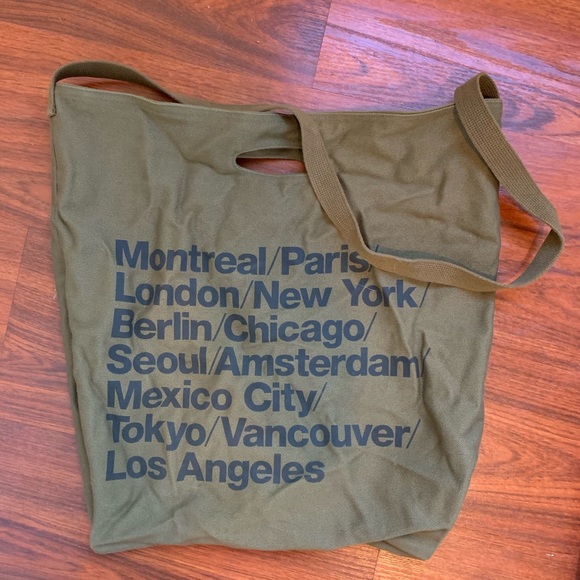 Montreal/Paris/
London/New York/
Berlin/Chicago/
Seoul/Amsterdam/
Mexico City/
Tokyo/Vancouver/
Los Angeles